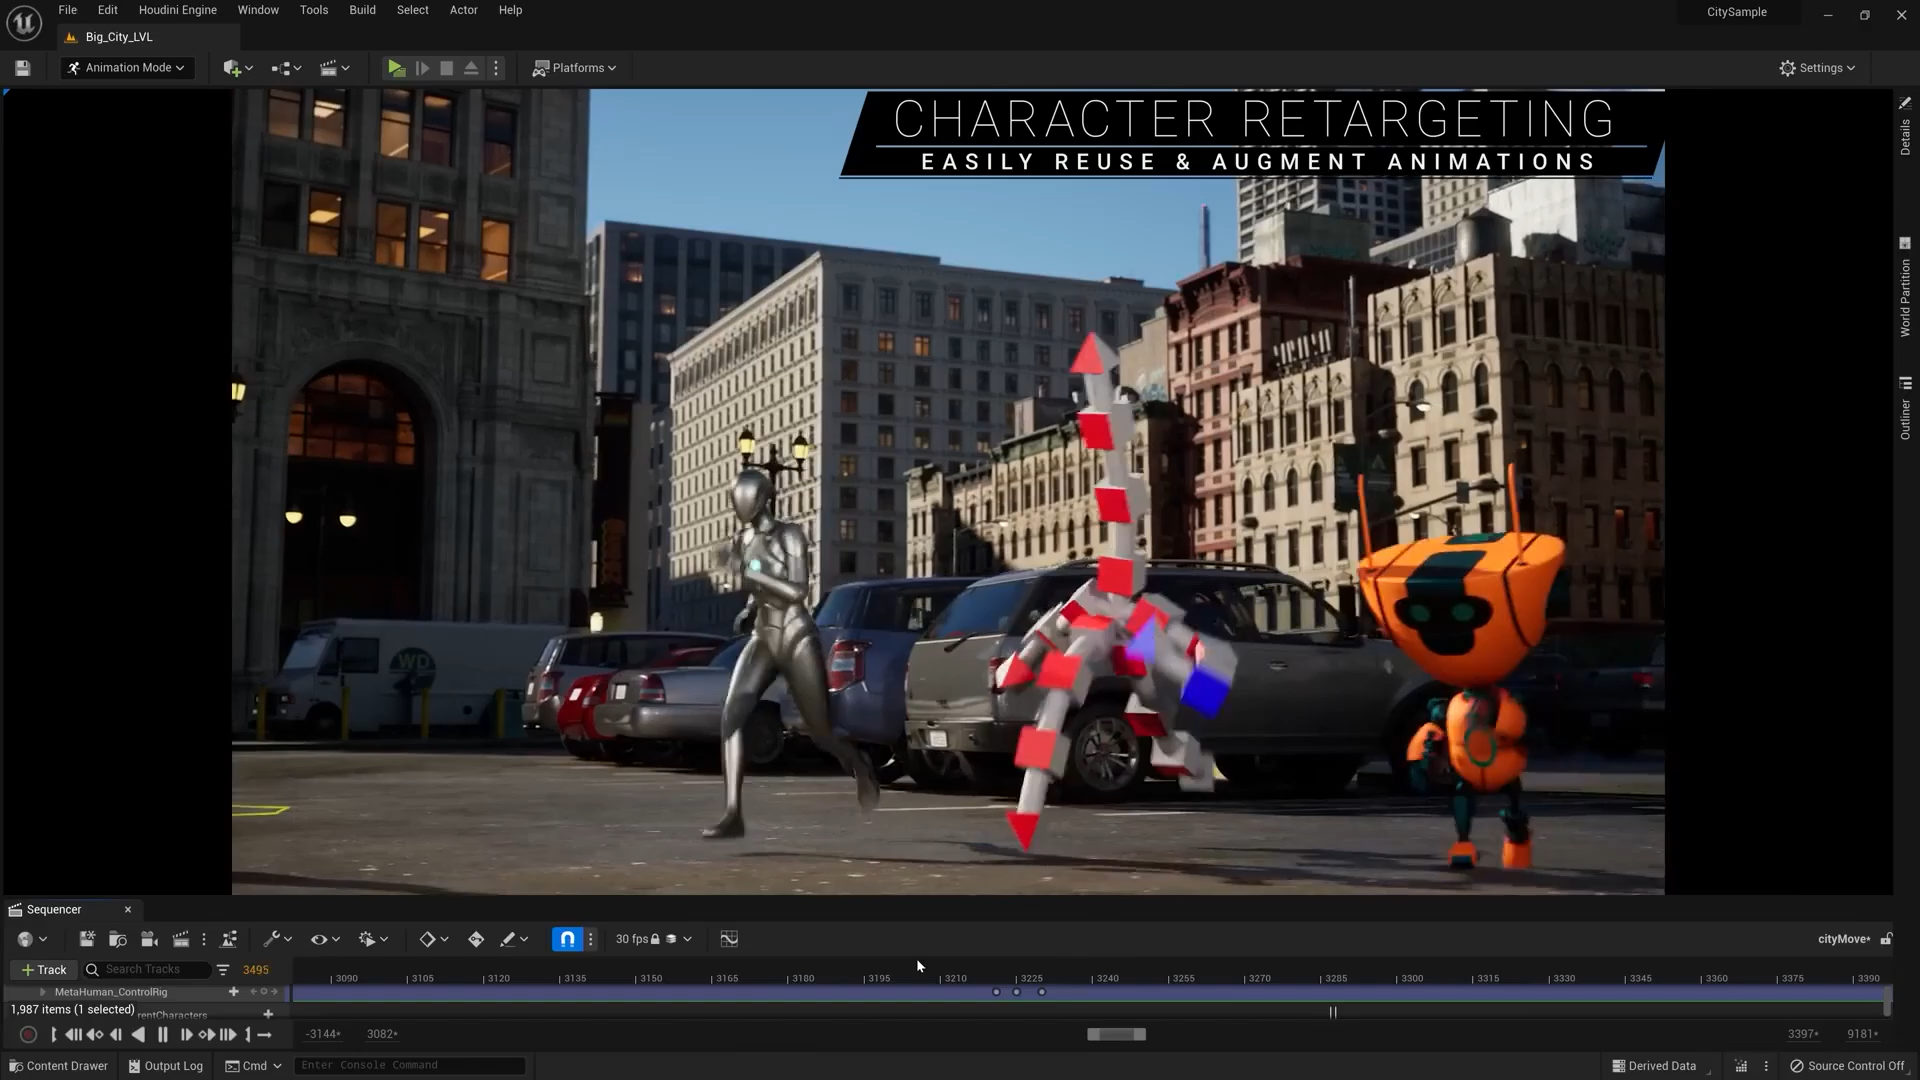 File Edit Houdini Engine Window Tools Build Select Actor Help
CitySample
Big_City_LVL
Animation Mode
Platforms
Settings
CHARACTER RETARGETING
EASILY REUSE & AUGMENT ANIMATIONS
Details
World Partition
Outliner
WD
Sequencer
30 fps
cityMove*
Track
Search Tracks
3495
3090 3105 3120 3135 3150 3165 3180 3195 3210 3225 3240 3255 3270 3285 3300 3315 3330 3345 3360 3375 3390
MetaHuman_ControlRig
1,987 items (1 selected)
rentCharacters
-3144* 3082* 3397* 9181*
Content Drawer Output Log Cmd Enter Console Command Derived Data Source Control Off